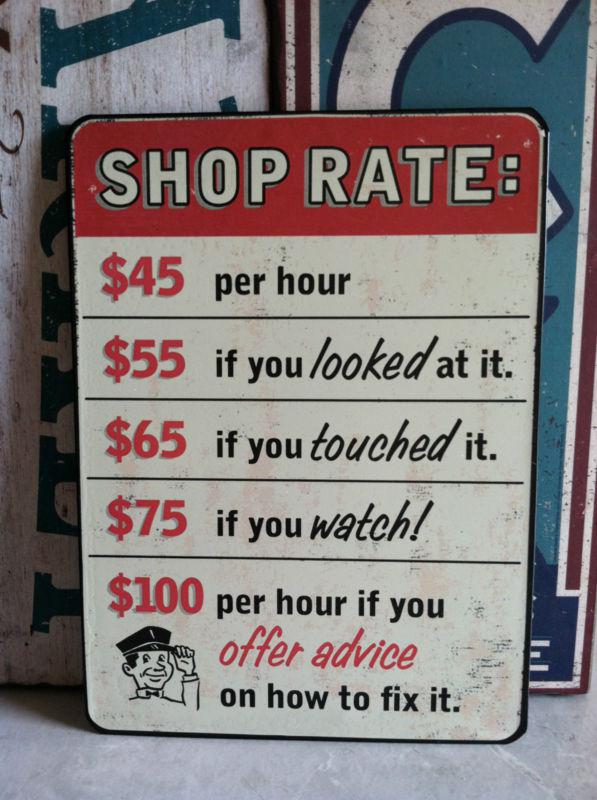 SHOP RATE:
$45 per hour
$55 if you looked at it.
$65 if you touched it.
$75 if you watch!
$100 per hour if you
offer advice
on how to fix it.